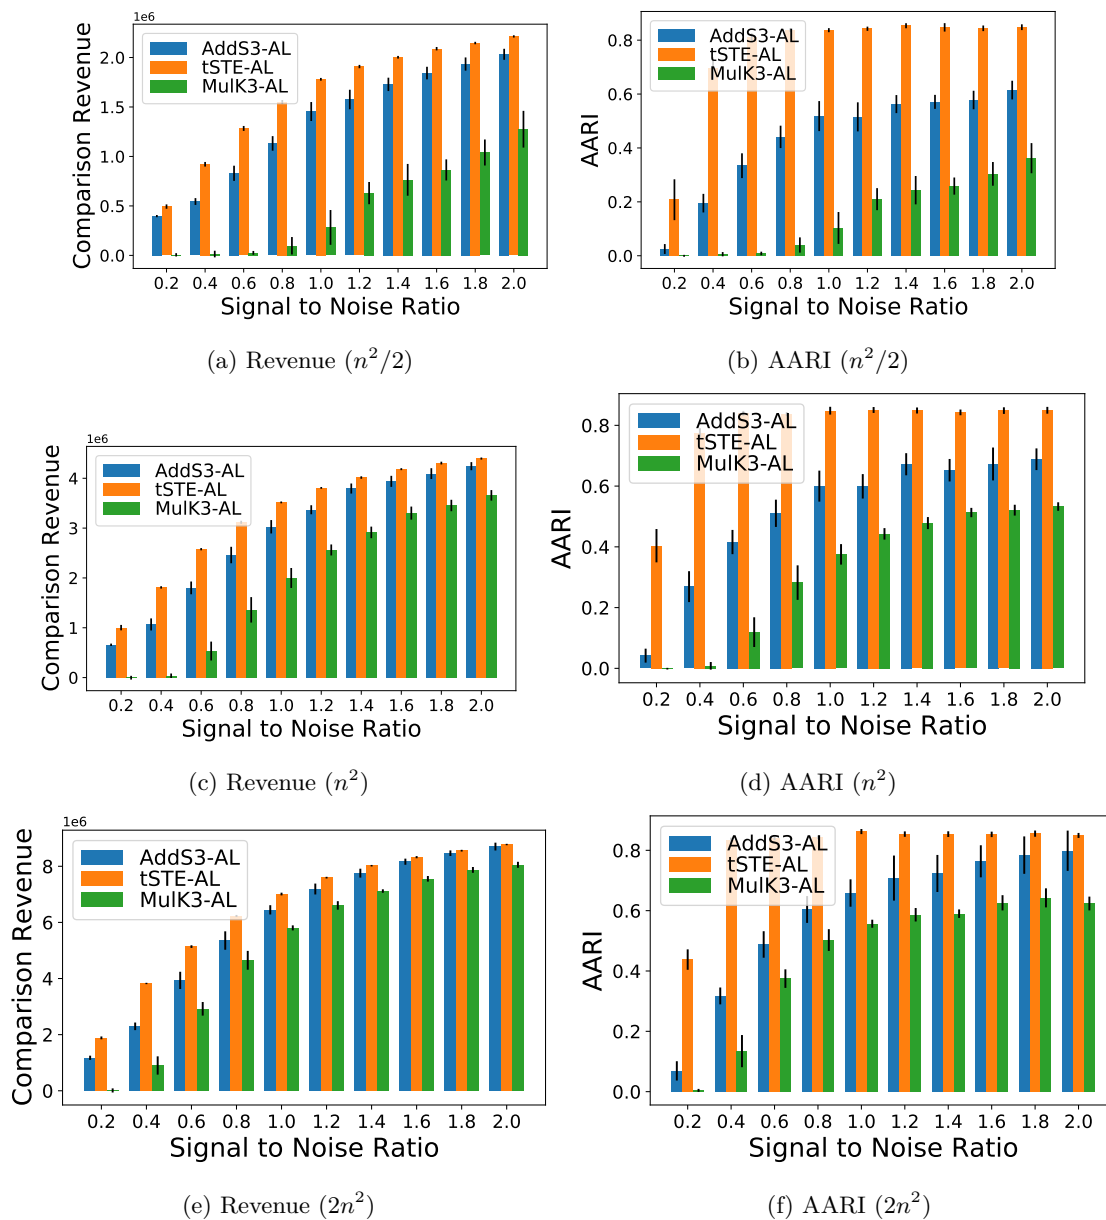 1e6
Comparison Revenue
2.0
1.5
1.0
0.5
0.0
AddS3-AL
tSTE-AL
MulK3-AL
0.2 0.4 0.6 0.8 1.0 1.2 1.4 1.6 1.8 2.0
Signal to Noise Ratio
(a) Revenue (n²/2)
AARI
0.8
0.6
0.4
0.2
0.0
AddS3-AL
tSTE-AL
MulK3-AL
0.2 0.4 0.6 0.8 1.0 1.2 1.4 1.6 1.8 2.0
Signal to Noise Ratio
(b) AARI (n²/2)
1e6
Comparison Revenue
4
3
2
1
0
AddS3-AL
tSTE-AL
MulK3-AL
0.2 0.4 0.6 0.8 1.0 1.2 1.4 1.6 1.8 2.0
Signal to Noise Ratio
(c) Revenue (n²)
AARI
0.8
0.6
0.4
0.2
0.0
AddS3-AL
tSTE-AL
MulK3-AL
0.2 0.4 0.6 0.8 1.0 1.2 1.4 1.6 1.8 2.0
Signal to Noise Ratio
(d) AARI (n²)
1e6
Comparison Revenue
8
6
4
2
0
AddS3-AL
tSTE-AL
MulK3-AL
0.2 0.4 0.6 0.8 1.0 1.2 1.4 1.6 1.8 2.0
Signal to Noise Ratio
(e) Revenue (2n²)
AARI
0.8
0.6
0.4
0.2
0.0
AddS3-AL
tSTE-AL
MulK3-AL
0.2 0.4 0.6 0.8 1.0 1.2 1.4 1.6 1.8 2.0
Signal to Noise Ratio
(f) AARI (2n²)